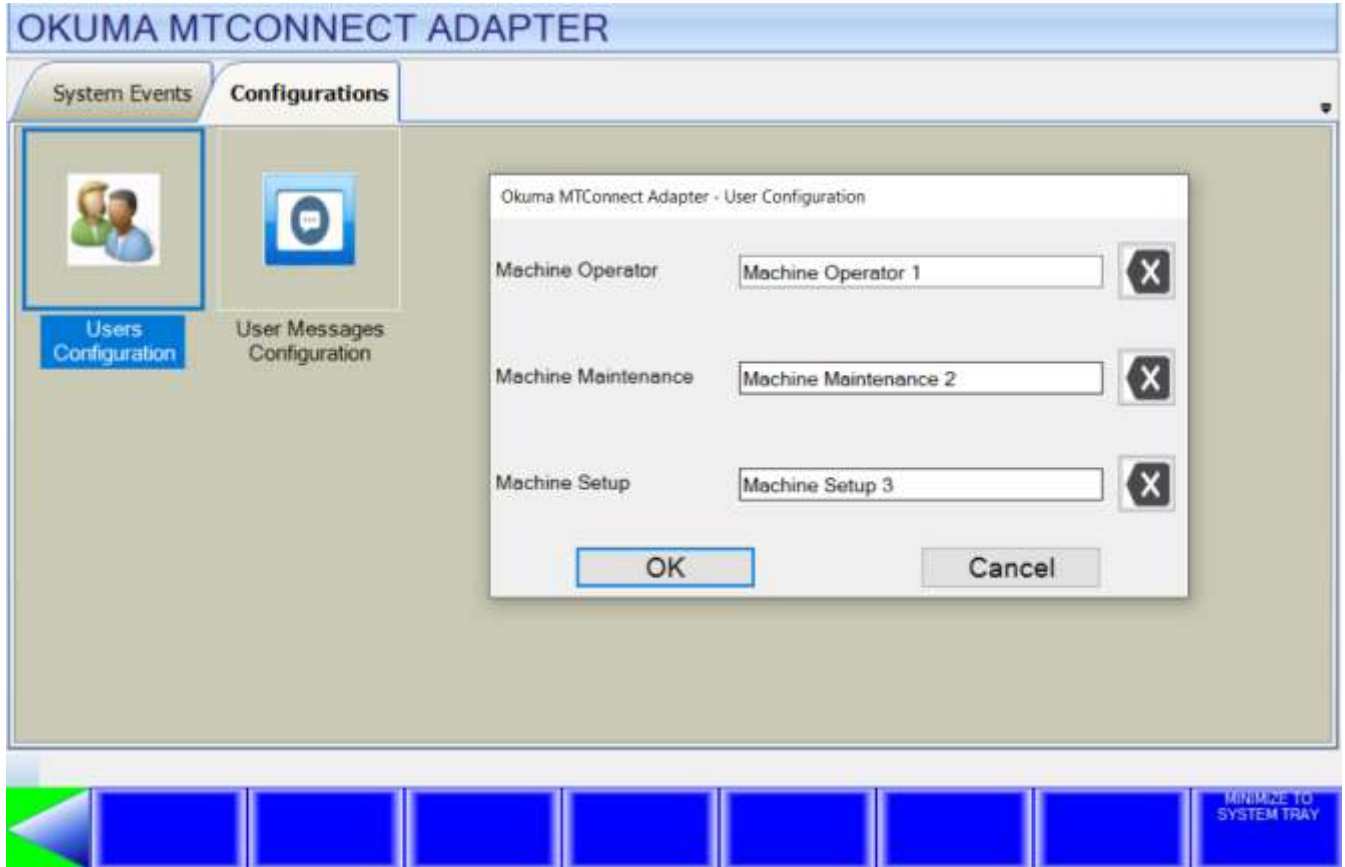 OKUMA MTCONNECT ADAPTER
System Events
Configurations
Users
Configuration
User Messages
Configuration
Okuma MTConnect Adapter - User Configuration
Machine Operator
Machine Operator 1
X
Machine Maintenance
Machine Maintenance 2
X
Machine Setup
Machine Setup 3
X
OK
Cancel
MINIMIZE TO
SYSTEM TRAY